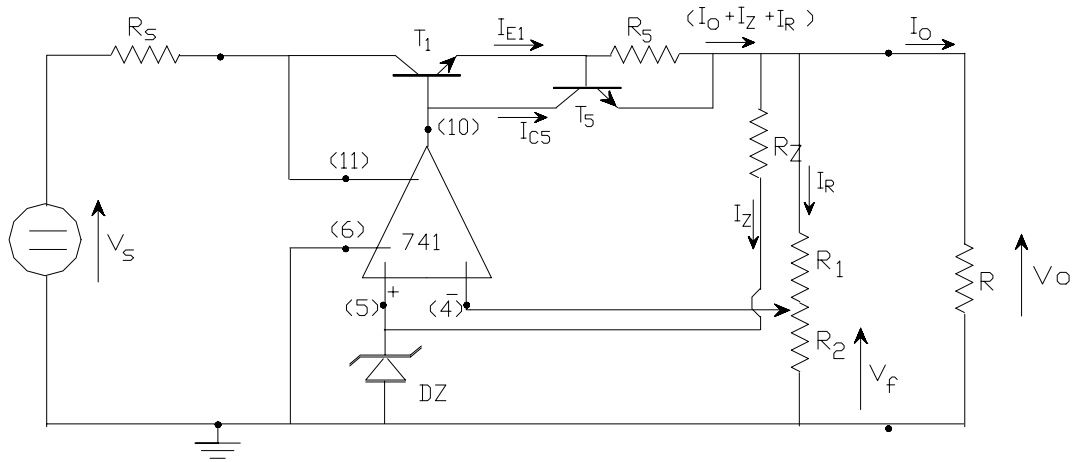 (I_O+I_Z+I_R)
R_S
T_1
I_E1
R_5
I_O
T_5
I_C5
(10)
(11)
R_Z
I_R
(6)
I_Z
741
V_s
R_1
R
V_O
+
−
(5)
(4)
R_2
V_f
DZ